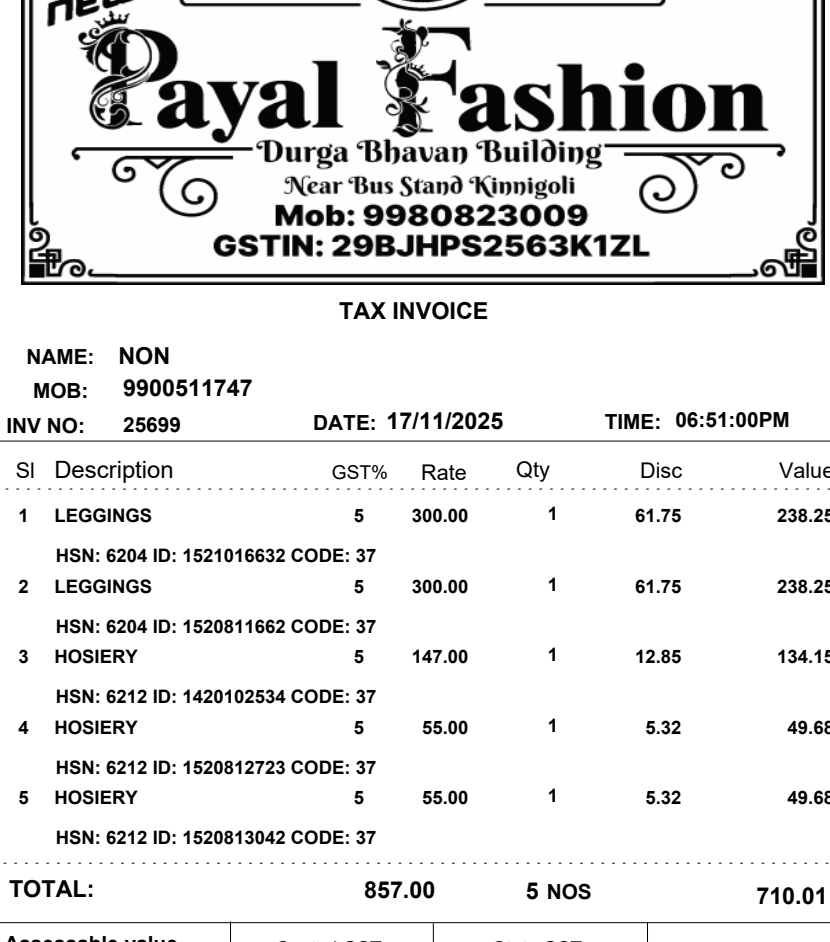 new
Payal Fashion
Durga Bhavan Building
Near Bus Stand Kinnigoli
Mob: 9980823009
GSTIN: 29BJHPS2563K1ZL
TAX INVOICE
NAME: NON
MOB: 9900511747
INV NO: 25699 DATE: 17/11/2025 TIME: 06:51:00PM
Sl Description GST% Rate Qty Disc Value
1 LEGGINGS 5 300.00 1 61.75 238.25
HSN: 6204 ID: 1521016632 CODE: 37
2 LEGGINGS 5 300.00 1 61.75 238.25
HSN: 6204 ID: 1520811662 CODE: 37
3 HOSIERY 5 147.00 1 12.85 134.15
HSN: 6212 ID: 1420102534 CODE: 37
4 HOSIERY 5 55.00 1 5.32 49.68
HSN: 6212 ID: 1520812723 CODE: 37
5 HOSIERY 5 55.00 1 5.32 49.68
HSN: 6212 ID: 1520813042 CODE: 37
TOTAL: 857.00 5 NOS 710.01